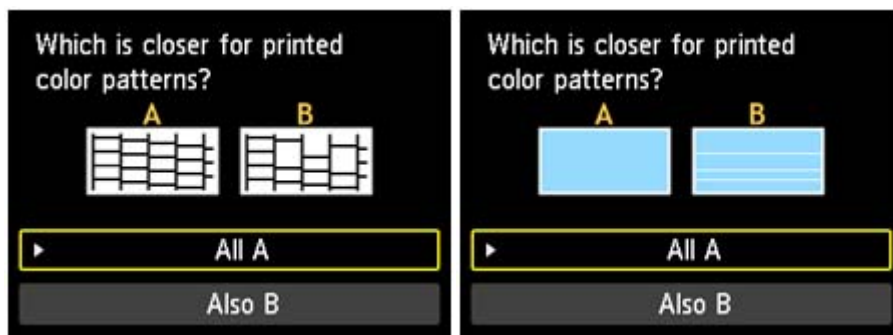 Which is closer for printed
color patterns?
A B
All A
Also B
Which is closer for printed
color patterns?
A B
All A
Also B